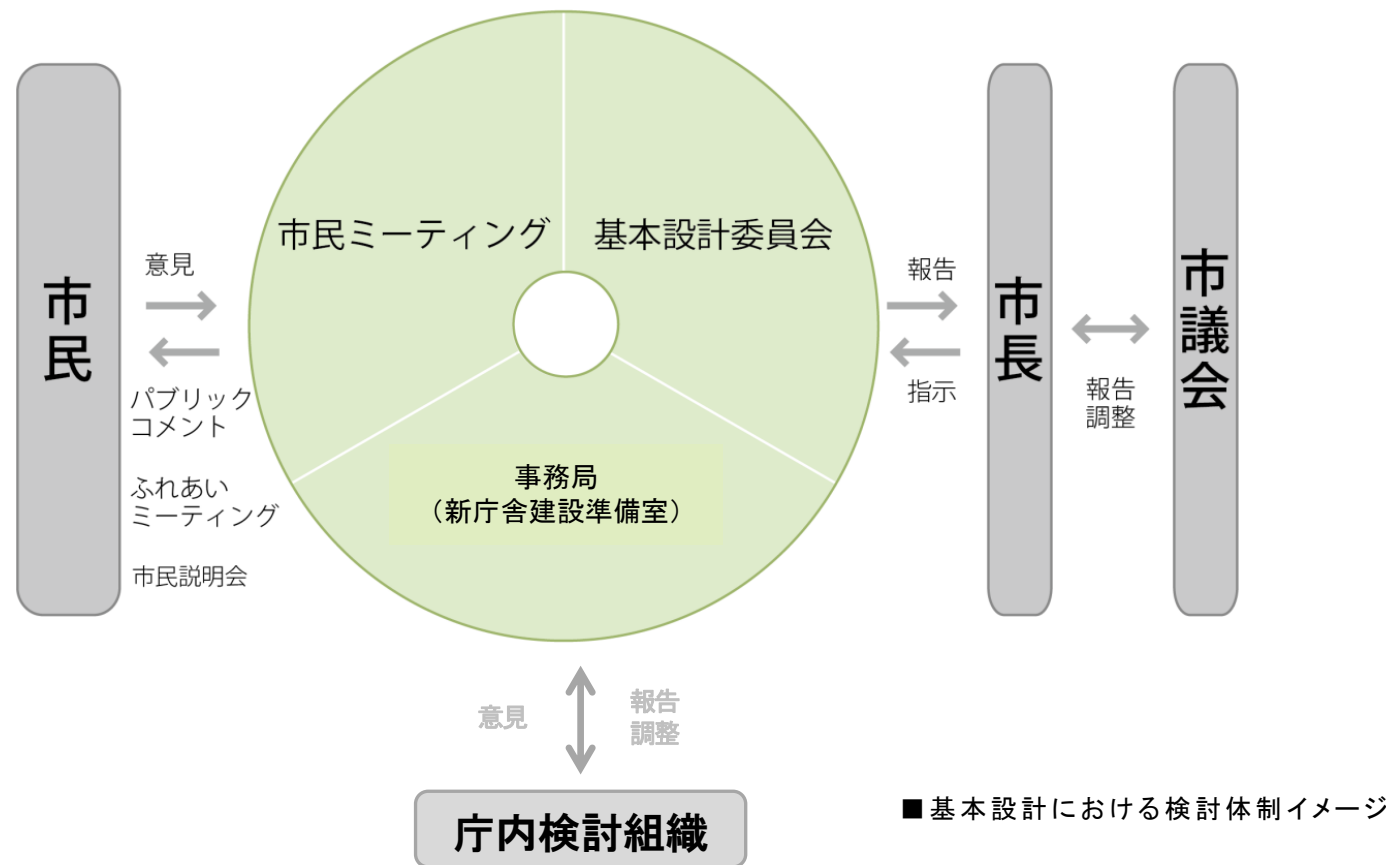 市民
意見
パブリック
コメント
ふれあい
ミーティング
市民説明会
市民ミーティング
基本設計委員会
事務局
（新庁舎建設準備室）
報告
指示
市長
報告
調整
市議会
意見
報告
調整
庁内検討組織
■基本設計における検討体制イメージ